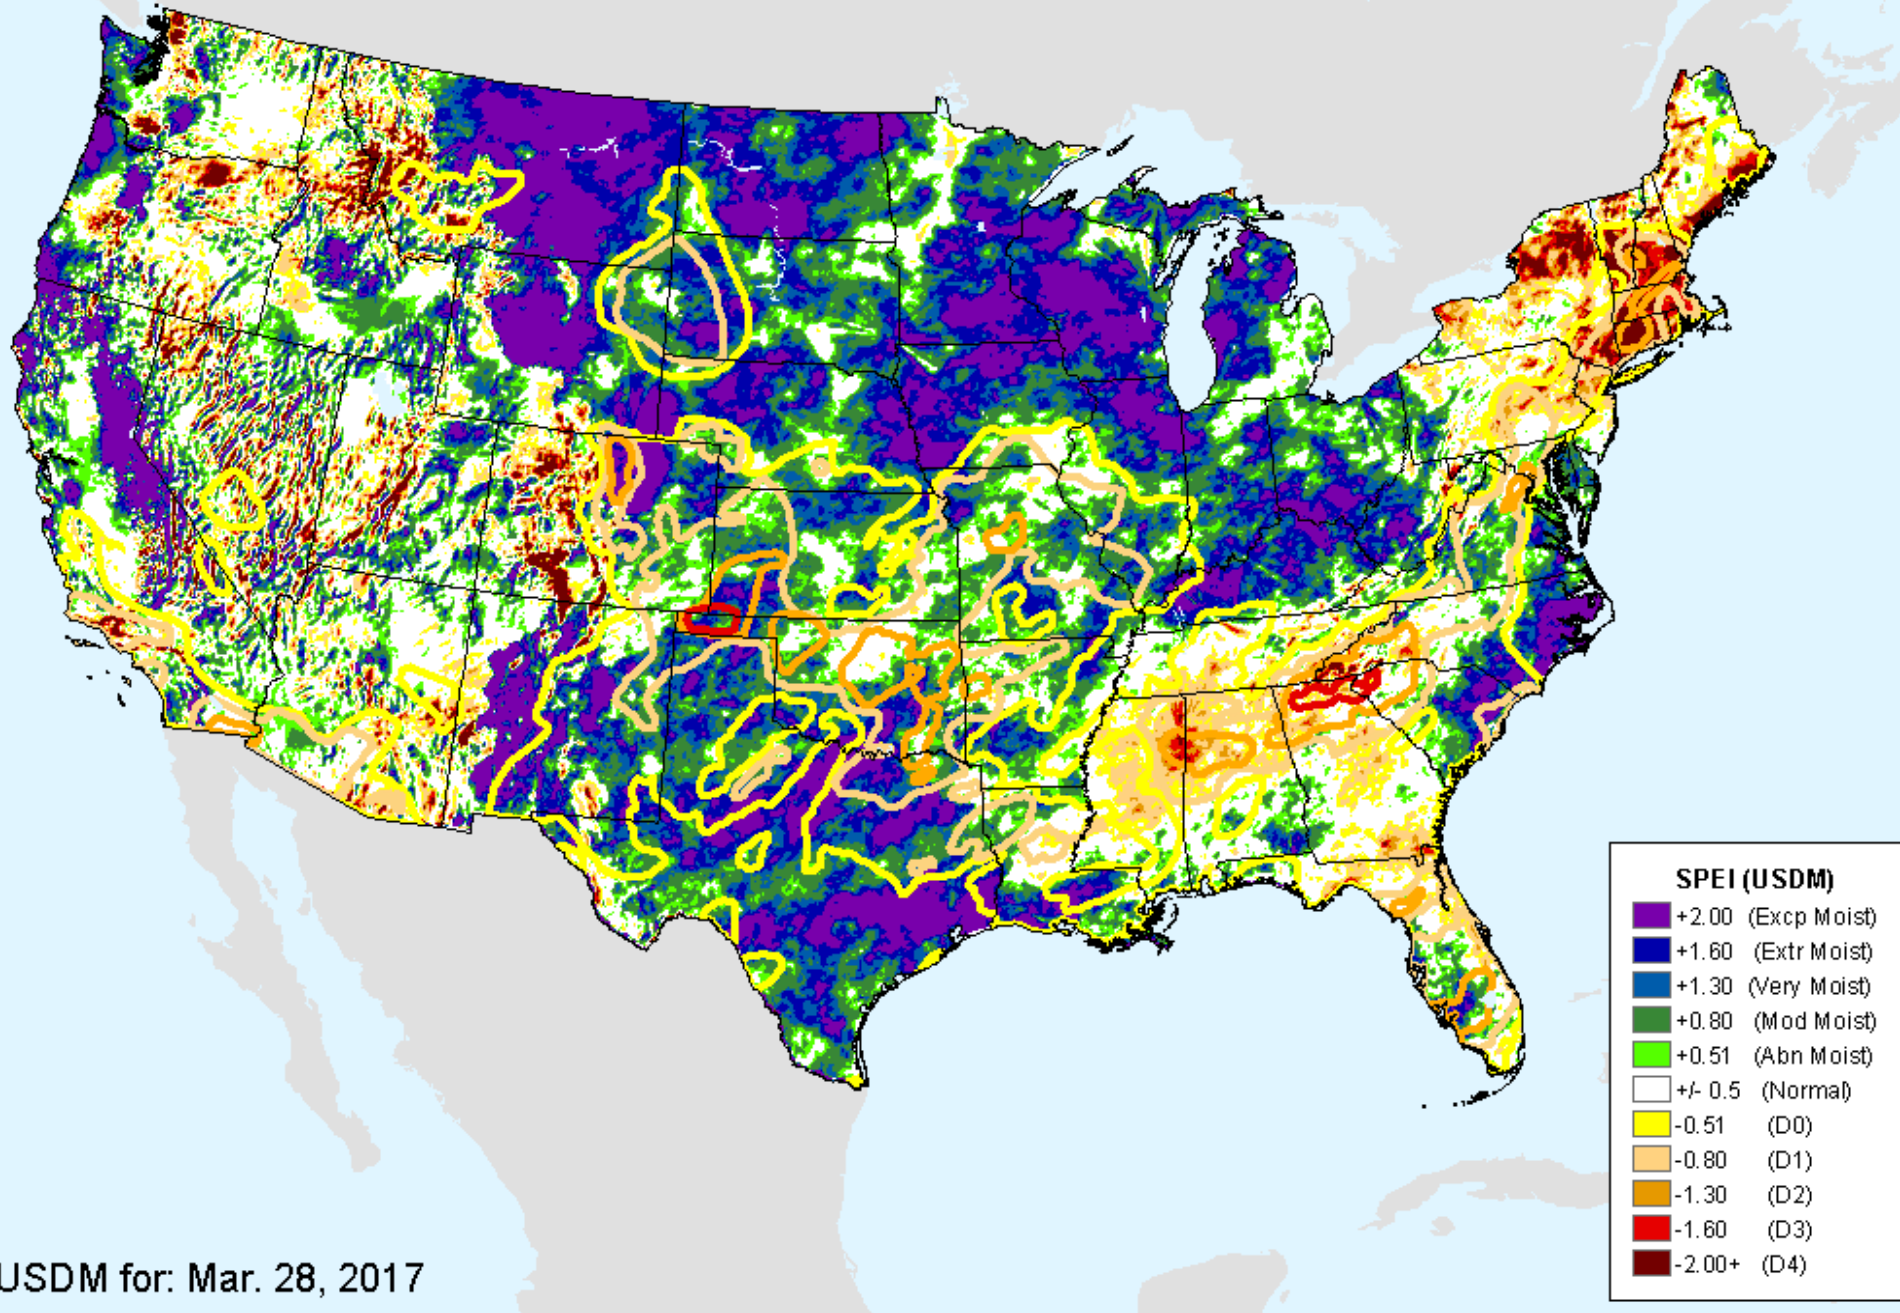 SPEI (USDM)
+2.00 (Excp Moist)
+1.60 (Extr Moist)
+1.30 (Very Moist)
+0.80 (Mod Moist)
+0.51 (Abn Moist)
+/- 0.5 (Normal)
-0.51 (D0)
-0.80 (D1)
-1.30 (D2)
-1.60 (D3)
-2.00+ (D4)
USDM for: Mar. 28, 2017